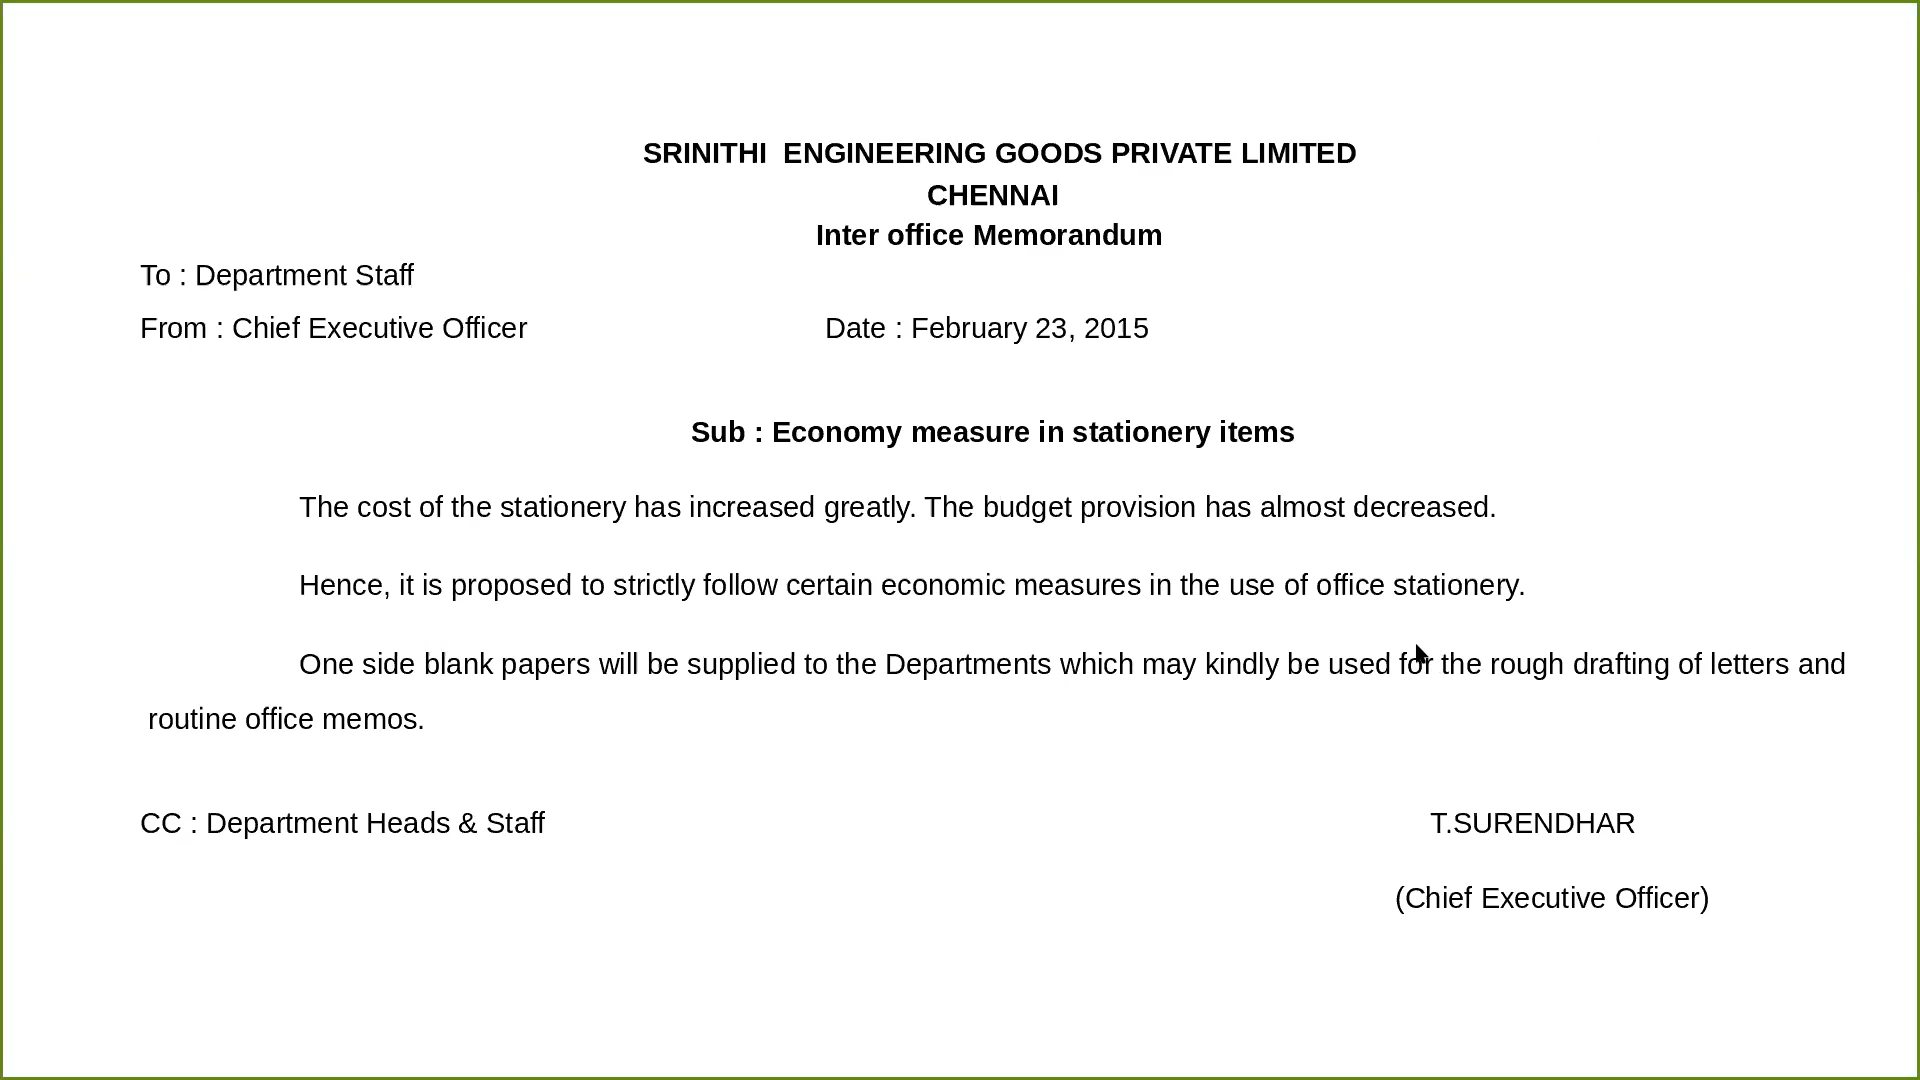 SRINITHI  ENGINEERING GOODS PRIVATE LIMITED
CHENNAI
Inter office Memorandum
To : Department Staff
From : Chief Executive Officer Date : February 23, 2015
Sub : Economy measure in stationery items
The cost of the stationery has increased greatly. The budget provision has almost decreased.
Hence, it is proposed to strictly follow certain economic measures in the use of office stationery.
One side blank papers will be supplied to the Departments which may kindly be used for the rough drafting of letters and
routine office memos.
CC : Department Heads & Staff T.SURENDHAR
(Chief Executive Officer)